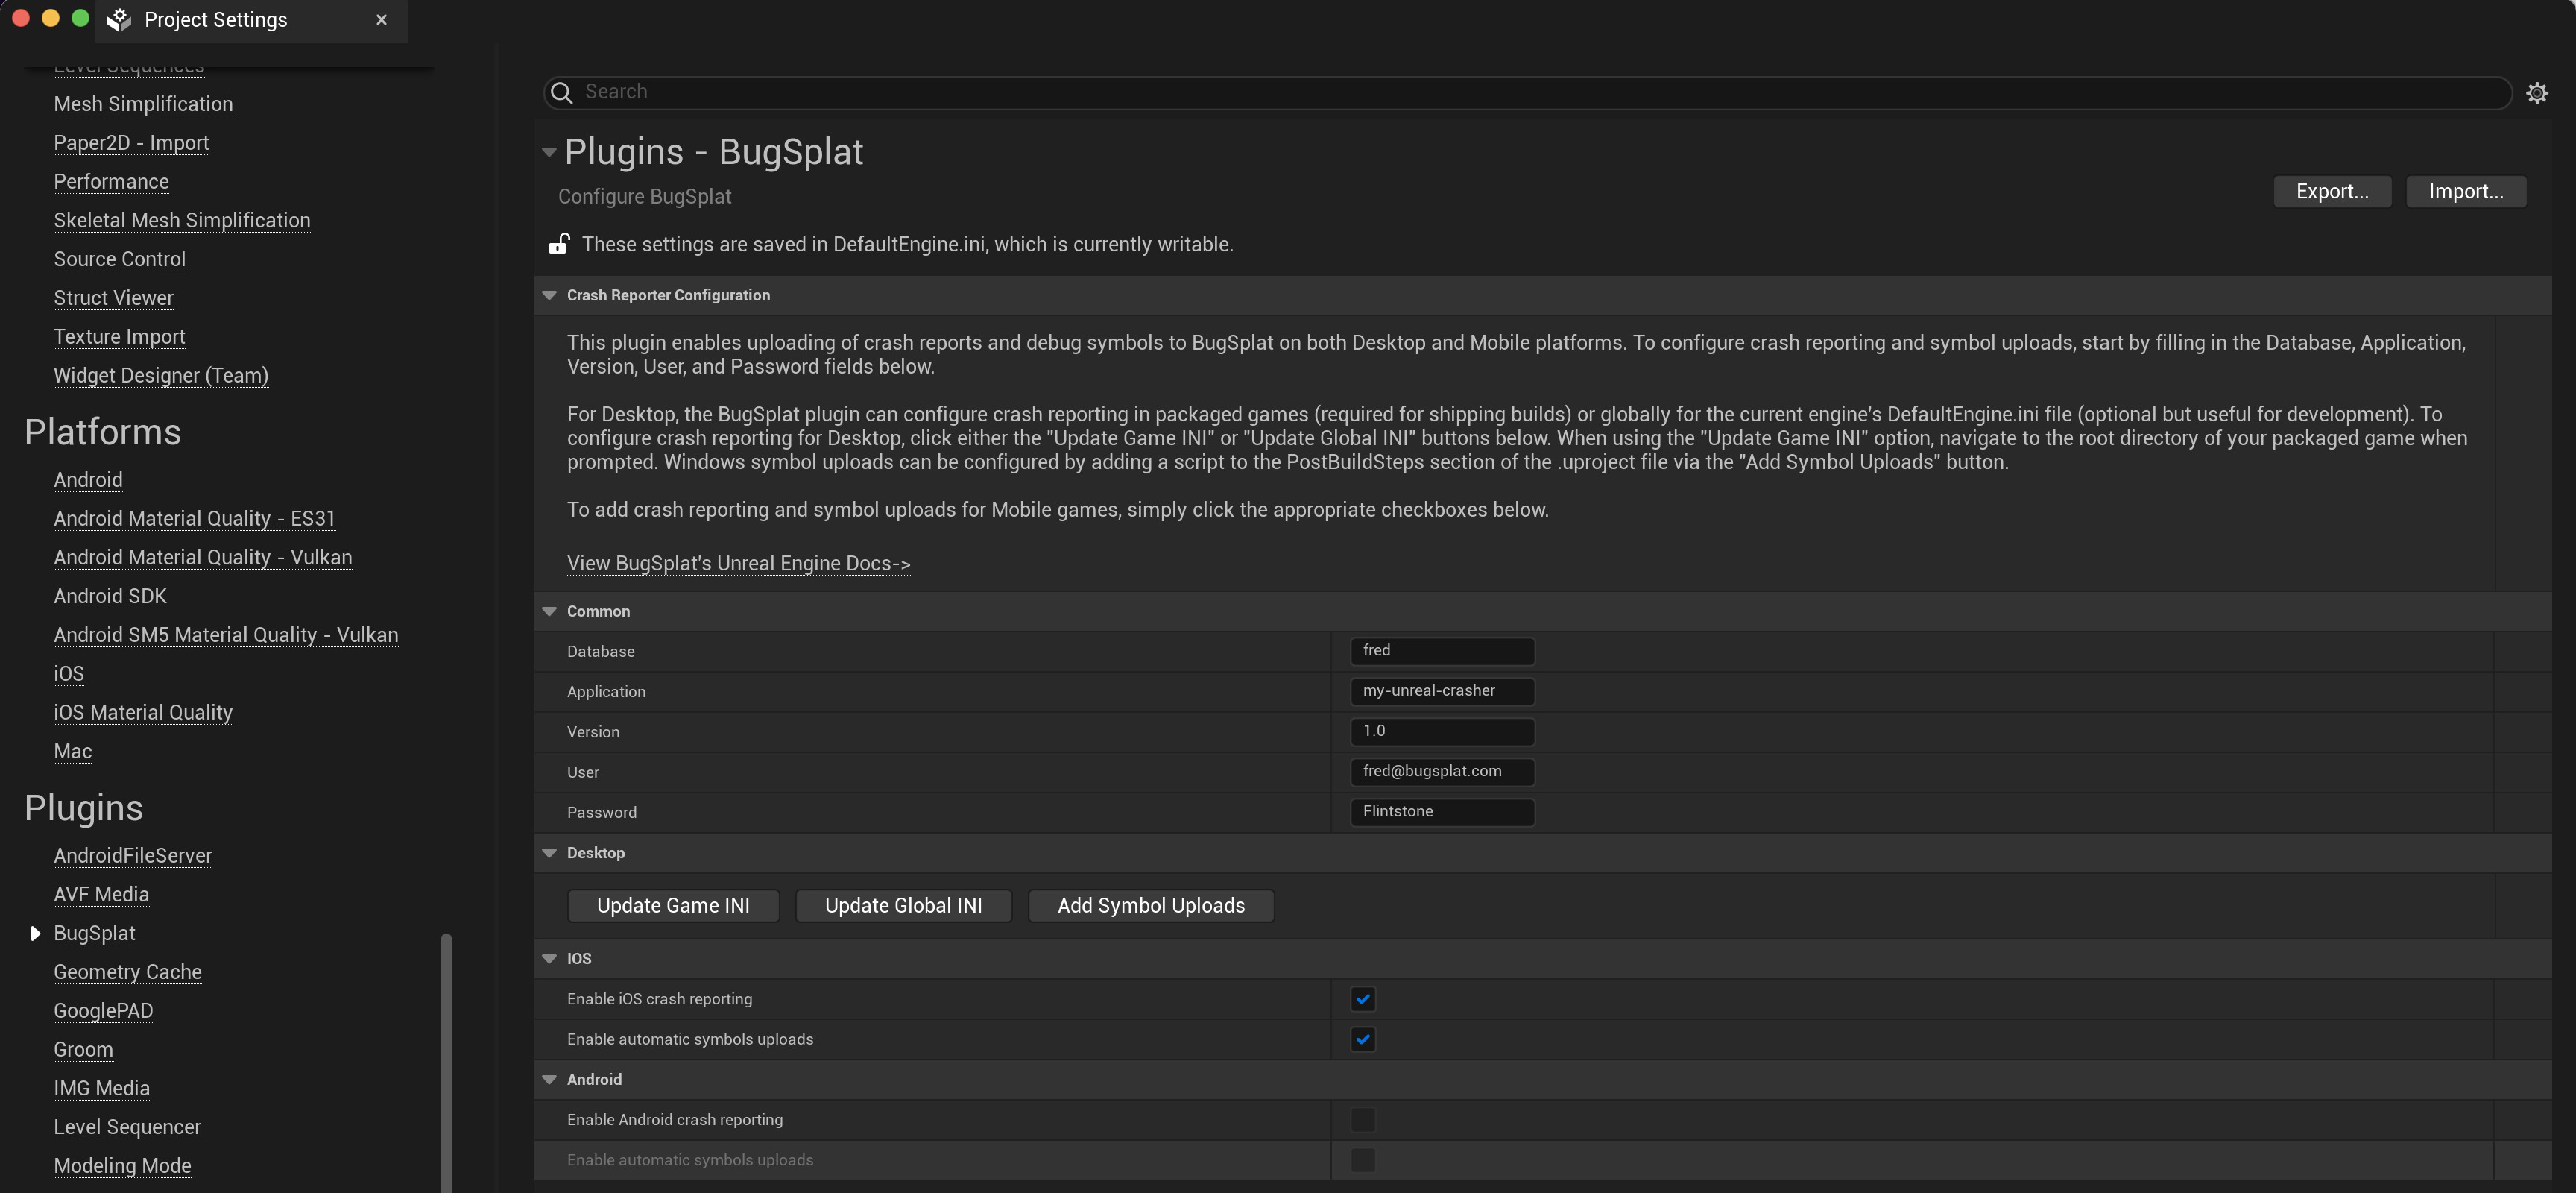 Project Settings
Level Sequences
Mesh Simplification
Paper2D - Import
Performance
Skeletal Mesh Simplification
Source Control
Struct Viewer
Texture Import
Widget Designer (Team)
Platforms
Android
Android Material Quality - ES31
Android Material Quality - Vulkan
Android SDK
Android SM5 Material Quality - Vulkan
iOS
iOS Material Quality
Mac
Plugins
AndroidFileServer
AVF Media
BugSplat
Geometry Cache
GooglePAD
Groom
IMG Media
Level Sequencer
Modeling Mode
Search
Plugins - BugSplat
Configure BugSplat
Export...
Import...
These settings are saved in DefaultEngine.ini, which is currently writable.
Crash Reporter Configuration
This plugin enables uploading of crash reports and debug symbols to BugSplat on both Desktop and Mobile platforms. To configure crash reporting and symbol uploads, start by filling in the Database, Application,
Version, User, and Password fields below.
For Desktop, the BugSplat plugin can configure crash reporting in packaged games (required for shipping builds) or globally for the current engine's DefaultEngine.ini file (optional but useful for development). To
configure crash reporting for Desktop, click either the "Update Game INI" or "Update Global INI" buttons below. When using the "Update Game INI" option, navigate to the root directory of your packaged game when
prompted. Windows symbol uploads can be configured by adding a script to the PostBuildSteps section of the .uproject file via the "Add Symbol Uploads" button.
To add crash reporting and symbol uploads for Mobile games, simply click the appropriate checkboxes below.
View BugSplat's Unreal Engine Docs->
Common
Database fred
Application my-unreal-crasher
Version 1.0
User fred@bugsplat.com
Password Flintstone
Desktop
Update Game INI Update Global INI Add Symbol Uploads
IOS
Enable iOS crash reporting
Enable automatic symbols uploads
Android
Enable Android crash reporting
Enable automatic symbols uploads